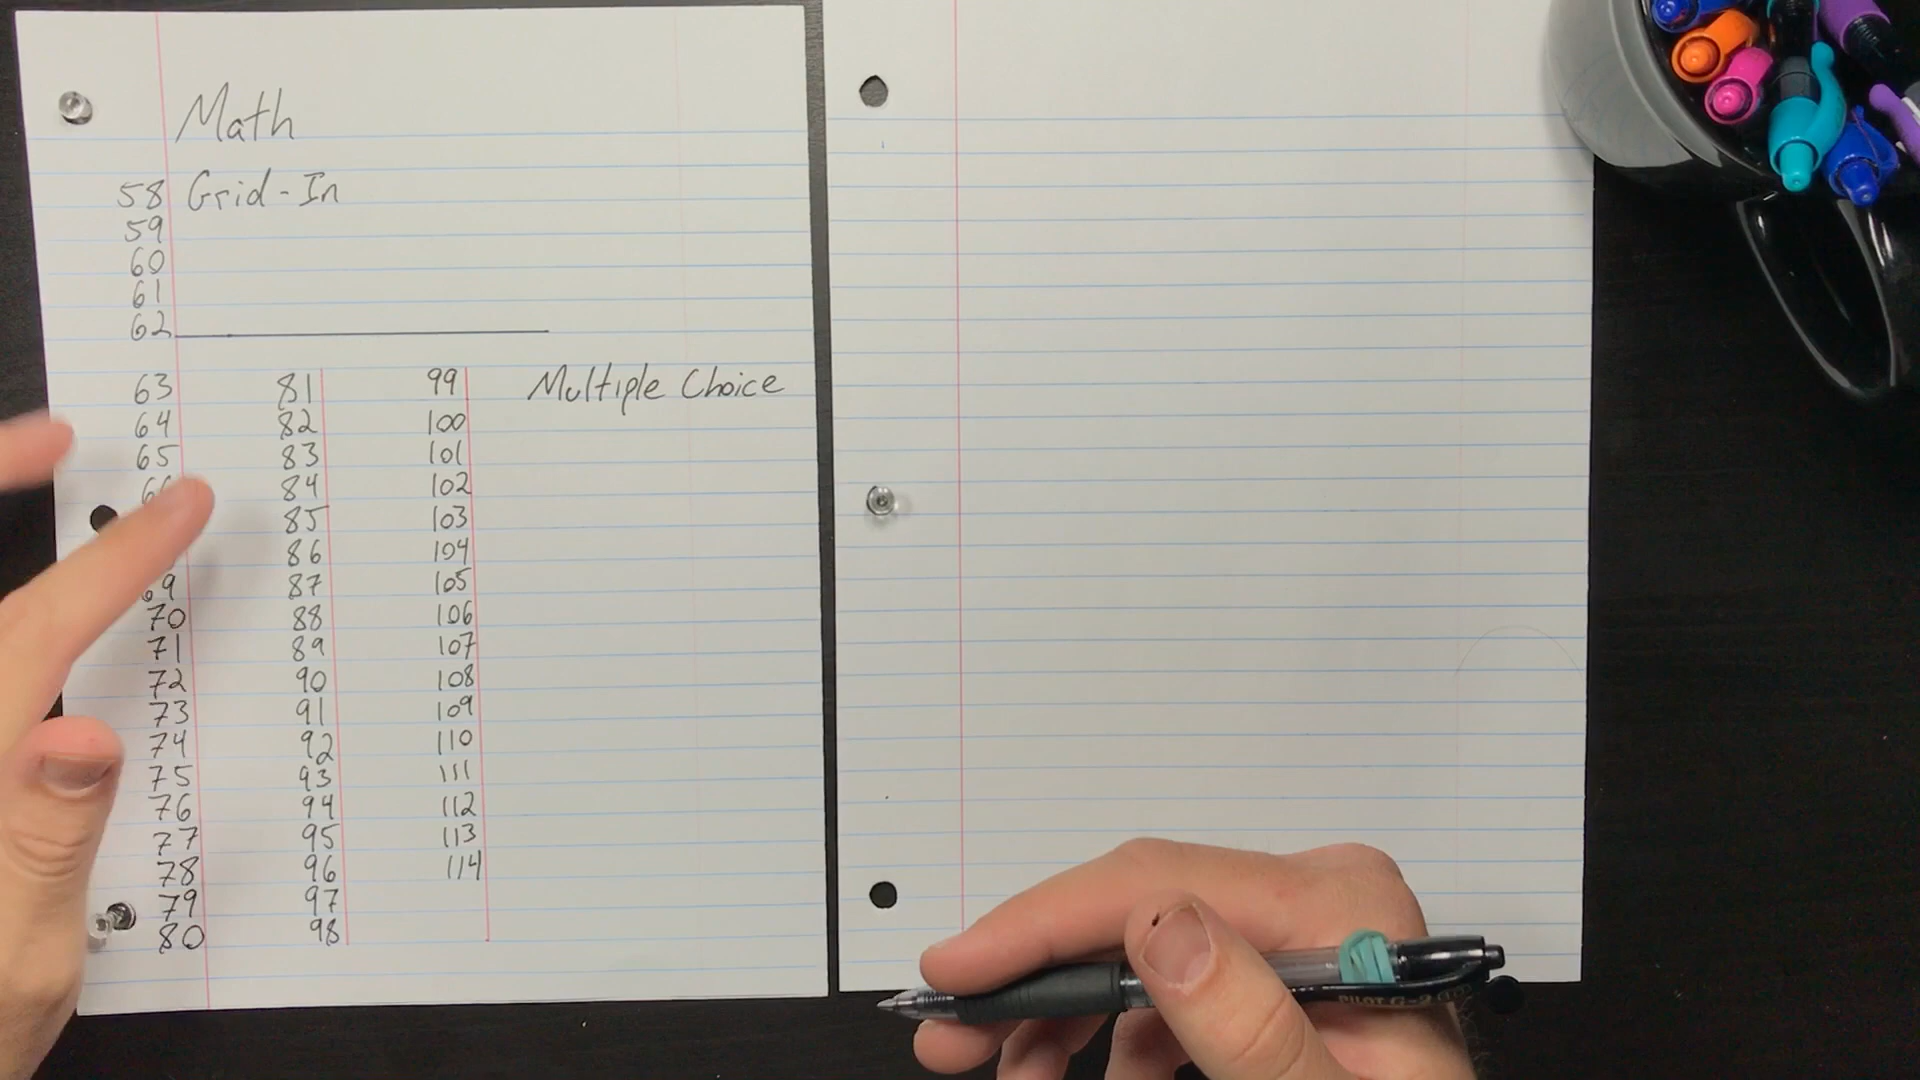 Math
58 Grid-In
59
60
61
62
63 81 99 Multiple Choice
64 82 100
65 83 101
84 102
85 103
86 104
69 87 105
70 88 106
71 89 107
72 90 108
73 91 109
74 92 110
75 93 111
76 94 112
77 95 113
78 96 114
79 97
80 98
PILOT G-2